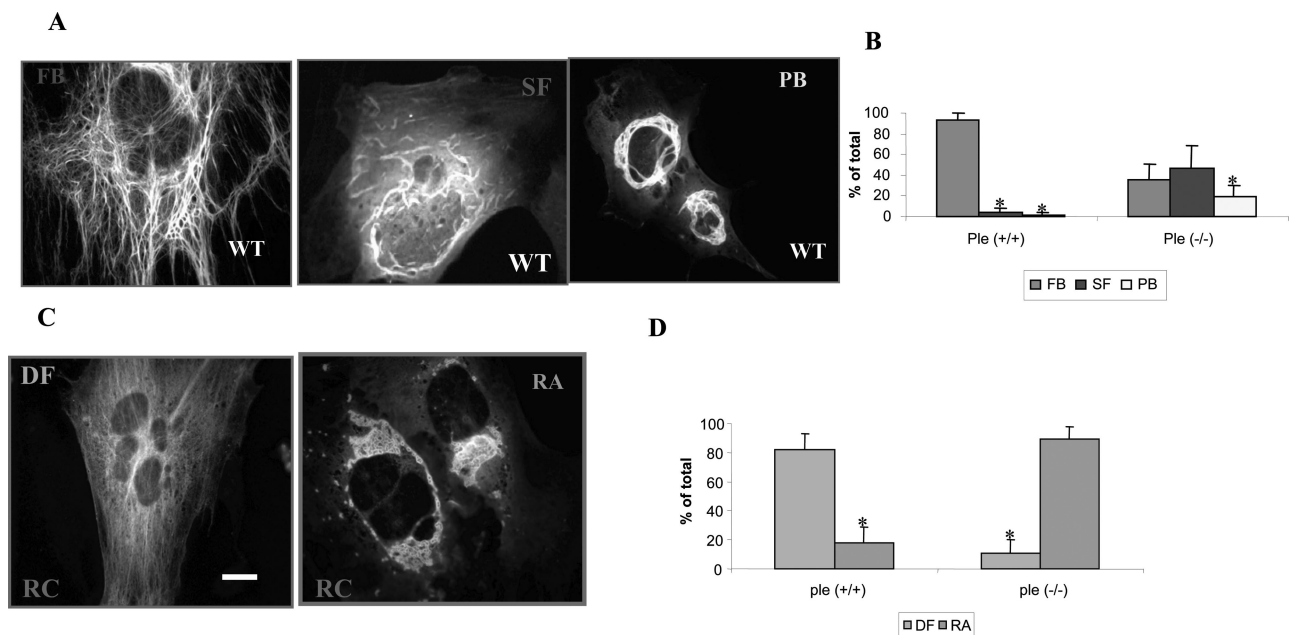 A
FB
WT
SF
WT
PB
WT
B
% of total
100
80
60
40
20
0
*
*
*
Ple (+/+)
Ple (-/-)
FB SF PB
C
DF
RC
RA
RC
D
% of total
100
80
60
40
20
0
*
*
ple (+/+)
ple (-/-)
DF RA